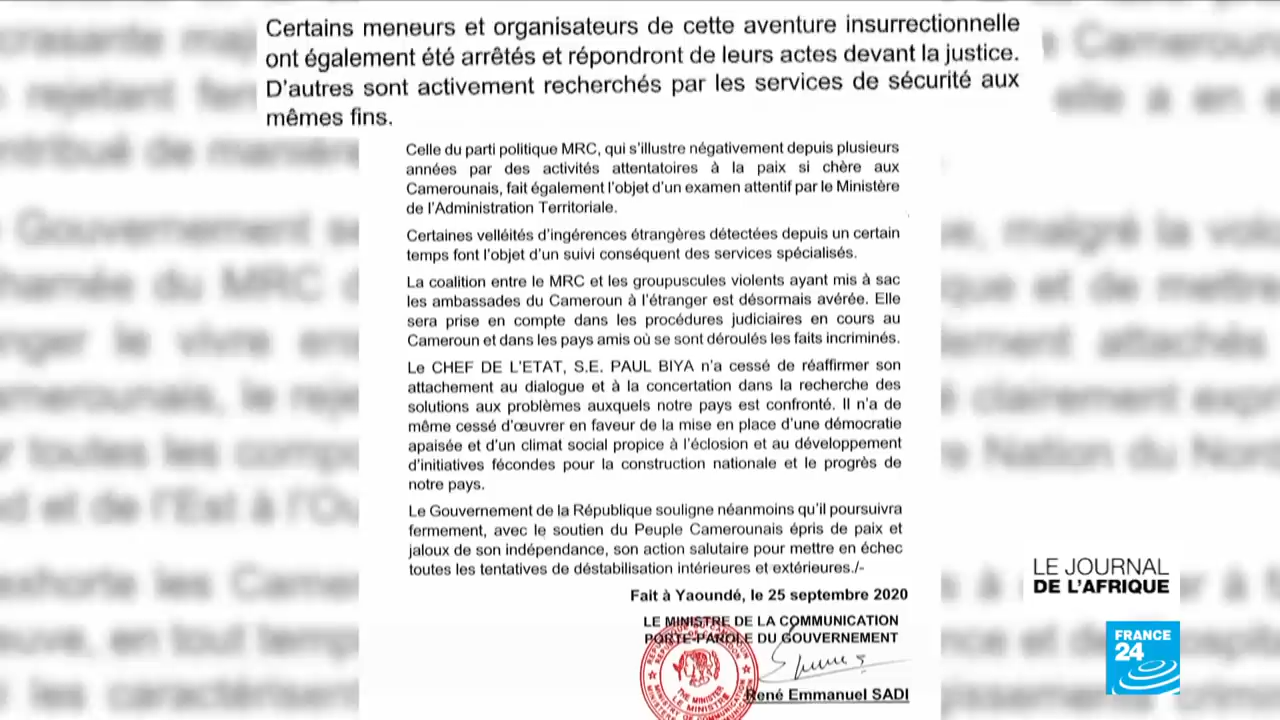 Certains meneurs et organisateurs de cette aventure insurrectionnelle
ont également été arrêtés et répondront de leurs actes devant la justice.
D'autres sont activement recherchés par les services de sécurité aux
mêmes fins.
Celle du parti politique MRC, qui s'illustre négativement depuis plusieurs
années par des activités attentatoires à la paix si chère aux
Camerounais, fait également l'objet d'un examen attentif par le Ministère
de l'Administration Territoriale.
Certaines velléités d'ingérences étrangères détectées depuis un certain
temps font l'objet d'un suivi conséquent des services spécialisés.
La coalition entre le MRC et les groupuscules violents ayant mis à sac
les ambassades du Cameroun à l'étranger est désormais avérée. Elle
sera prise en compte dans les procédures judiciaires en cours au
Cameroun et dans les pays amis où se sont déroulés les faits incriminés.
Le CHEF DE L'ETAT, S.E. PAUL BIYA n'a cessé de réaffirmer son
attachement au dialogue et à la concertation dans la recherche des
solutions aux problèmes auxquels notre pays est confronté. Il n'a de
même cessé d'œuvrer en faveur de la mise en place d'une démocratie
apaisée et d'un climat social propice à l'éclosion et au développement
d'initiatives fécondes pour la construction nationale et le progrès de
notre pays.
Le Gouvernement de la République souligne néanmoins qu'il poursuivra
fermement, avec le soutien du Peuple Camerounais épris de paix et
jaloux de son indépendance, son action salutaire pour mettre en échec
toutes les tentatives de déstabilisation intérieures et extérieures./-
Fait à Yaoundé, le 25 septembre 2020
LE MINISTRE DE LA COMMUNICATION
PORTE-PAROLE DU GOUVERNEMENT
THE MINISTER
LE MINISTRE
René Emmanuel SADI
LE JOURNAL
DE L'AFRIQUE
FRANCE
24